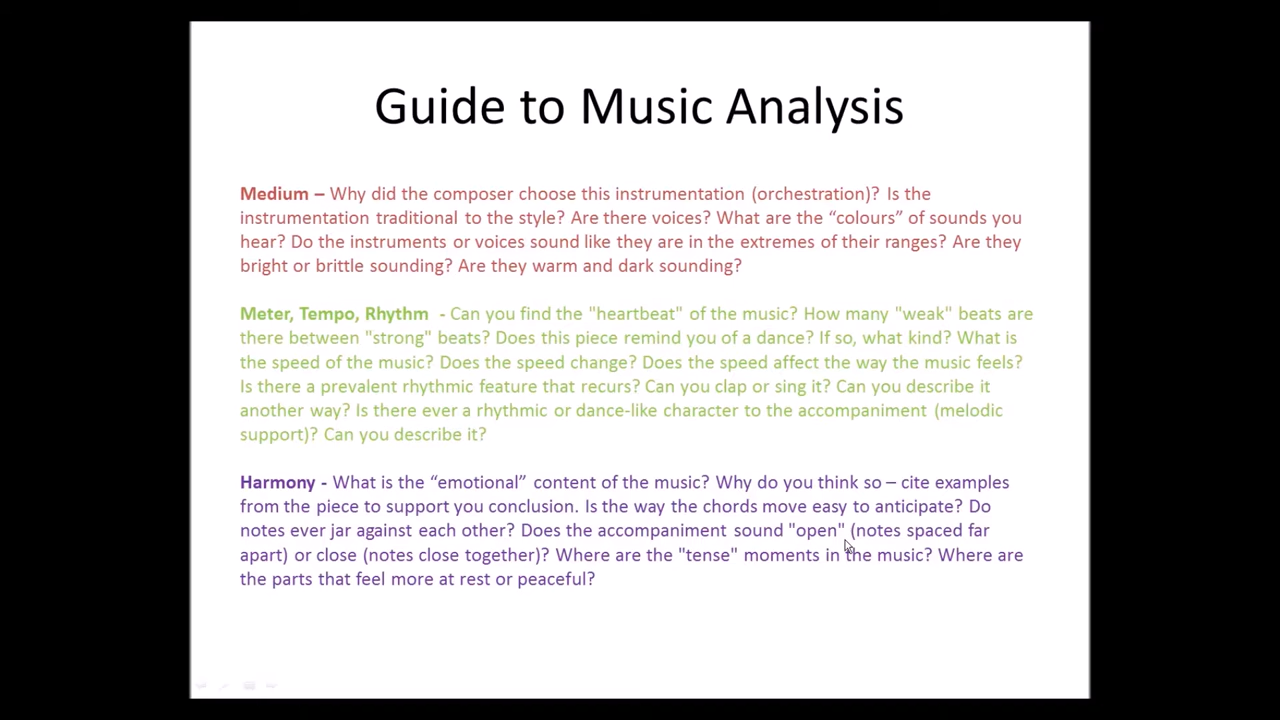 Guide to Music Analysis
Medium – Why did the composer choose this instrumentation (orchestration)? Is the
instrumentation traditional to the style? Are there voices? What are the “colours” of sounds you
hear? Do the instruments or voices sound like they are in the extremes of their ranges? Are they
bright or brittle sounding? Are they warm and dark sounding?
Meter, Tempo, Rhythm - Can you find the "heartbeat" of the music? How many "weak" beats are
there between "strong" beats? Does this piece remind you of a dance? If so, what kind? What is
the speed of the music? Does the speed change? Does the speed affect the way the music feels?
Is there a prevalent rhythmic feature that recurs? Can you clap or sing it? Can you describe it
another way? Is there ever a rhythmic or dance-like character to the accompaniment (melodic
support)? Can you describe it?
Harmony - What is the “emotional” content of the music? Why do you think so – cite examples
from the piece to support you conclusion. Is the way the chords move easy to anticipate? Do
notes ever jar against each other? Does the accompaniment sound "open" (notes spaced far
apart) or close (notes close together)? Where are the "tense" moments in the music? Where are
the parts that feel more at rest or peaceful?